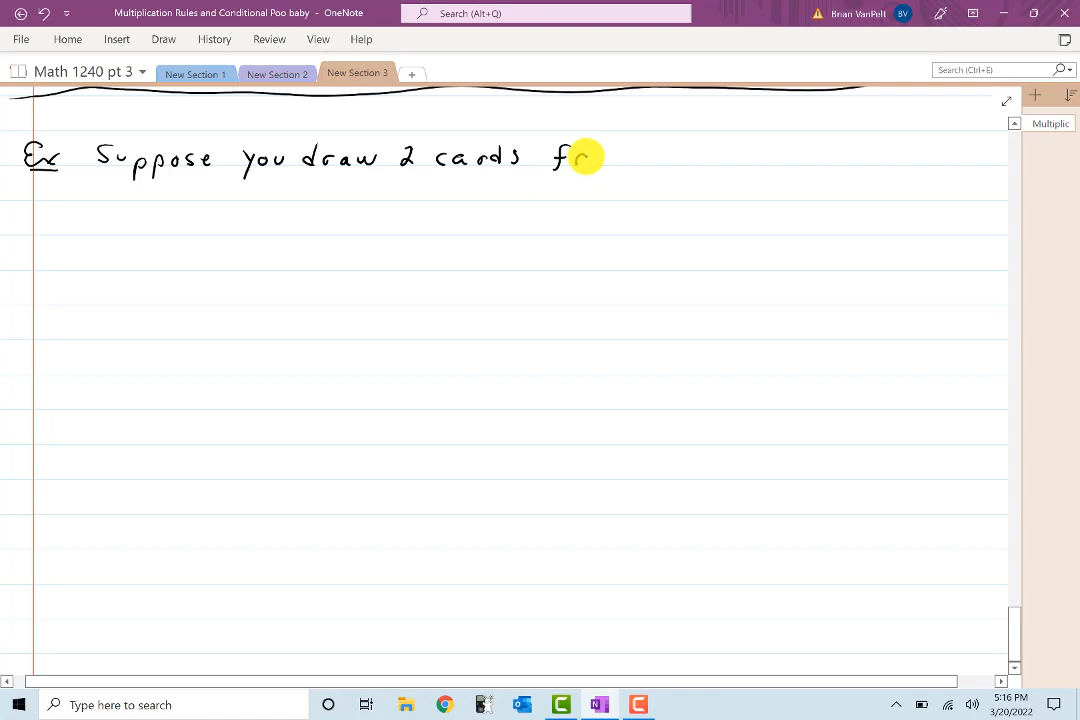 Multiplication Rules and Conditional Poo baby - OneNote
Search (Alt+Q)
Brian VanPelt
BV
File Home Insert Draw History Review View Help
Math 1240 pt 3
New Section 1
New Section 2
New Section 3
Search (Ctrl+E)
Multiplic
Ex Suppose you draw 2 cards fr
Type here to search
5:16 PM
3/20/2022